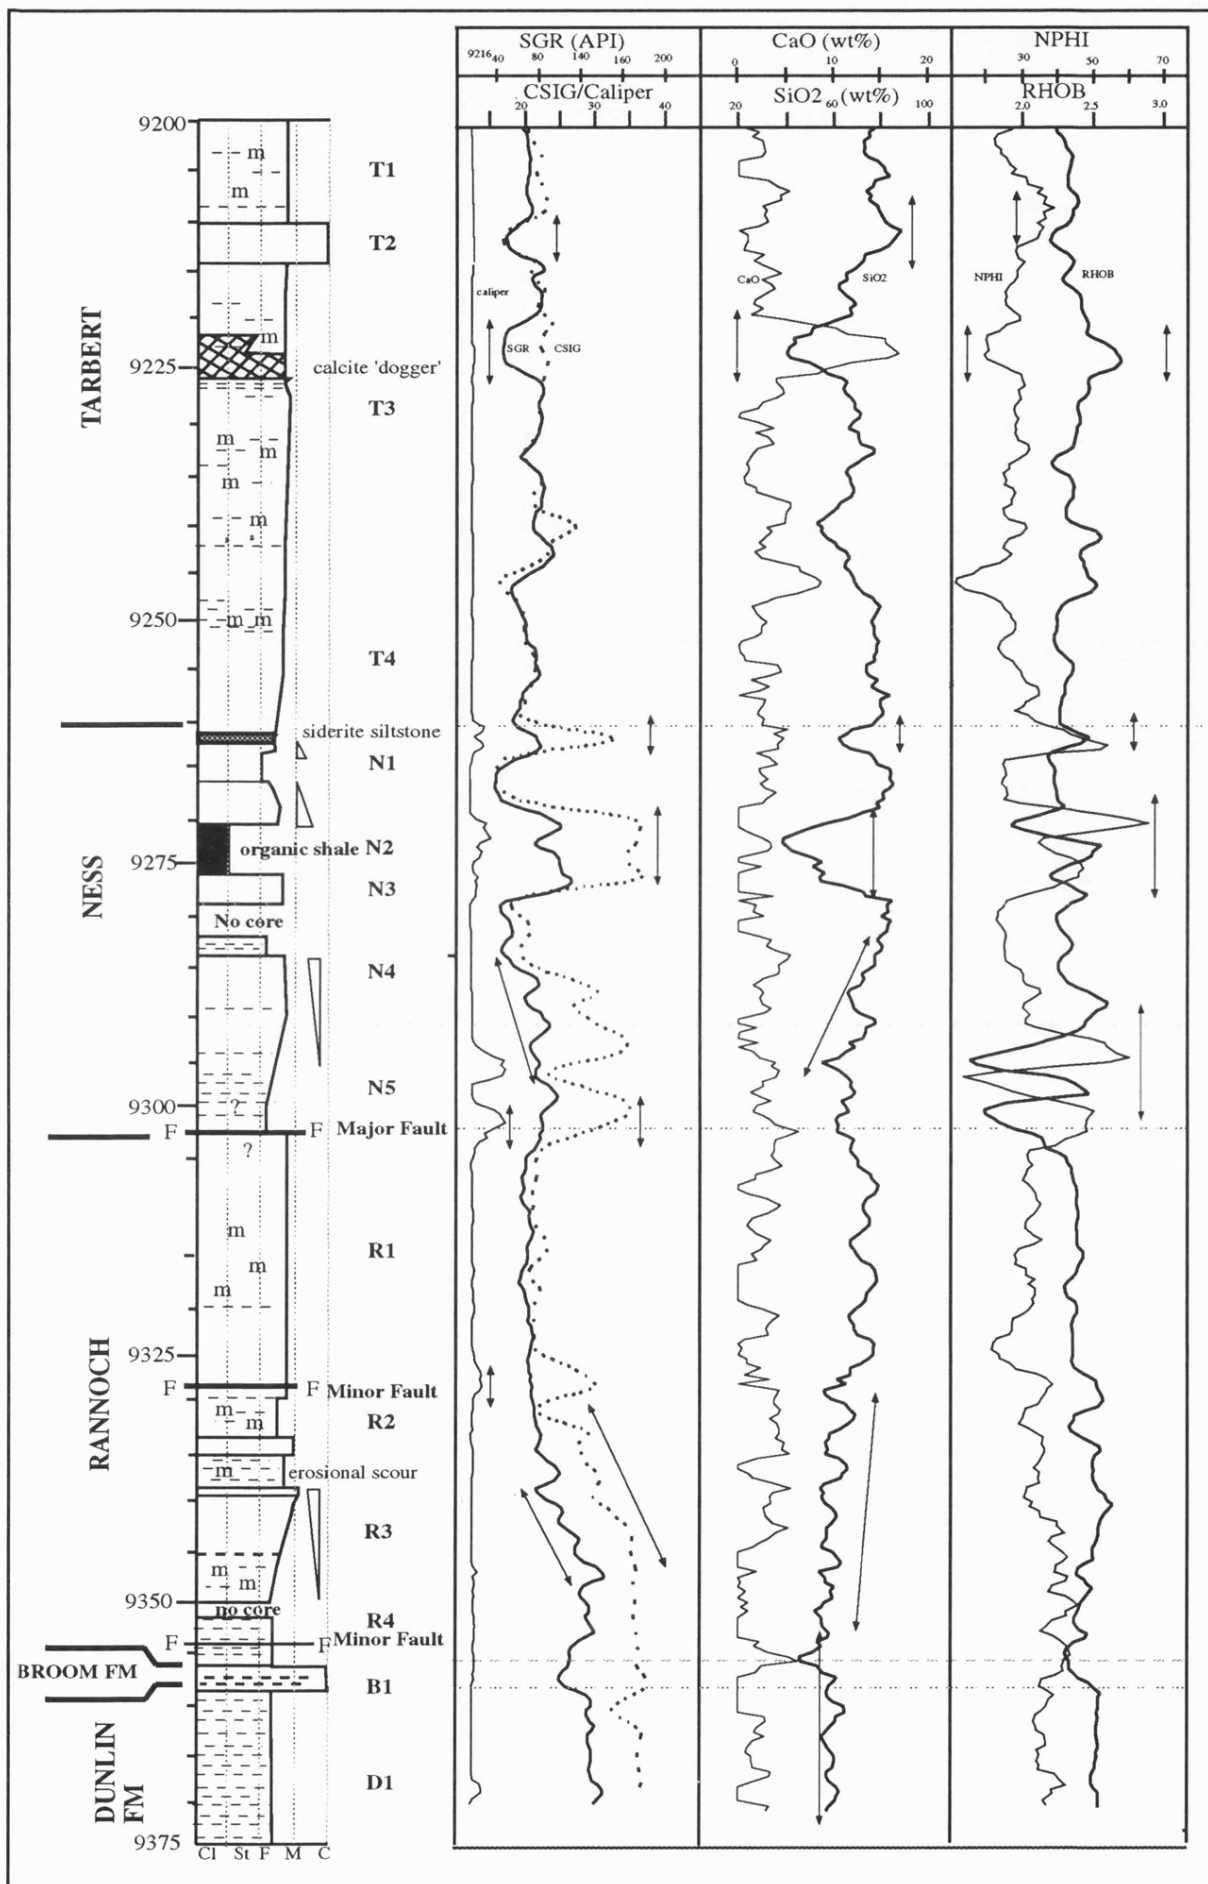 SGR (API)
9216 40 80 140 160 200
CSIG/Caliper
20 30 40
CaO (wt%)
0 10 20
SiO2 (wt%)
20 60 100
NPHI
30 50 70
RHOB
2.0 2.5 3.0
9200
m
T1
m
T2
caliper
CaO
SiO2
NPHI
RHOB
TARBERT
m
SGR
CSIG
9225
calcite 'dogger'
T3
m
m
m
m
9250
m m
T4
siderite siltstone
N1
NESS
organic shale N2
9275
N3
No core
N4
N5
9300
?
F F Major Fault
?
m
R1
m
m
RANNOCH
9325
F F Minor Fault
m
m
R2
m
erosional scour
R3
m
m
9350
no core
R4
F F Minor Fault
BROOM FM
B1
DUNLIN
FM
D1
9375
Cl St F M C